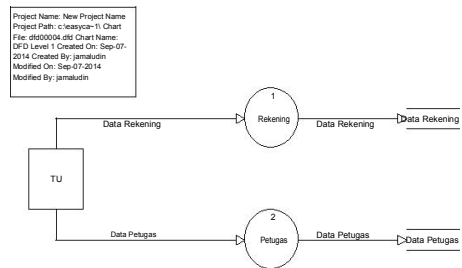 Project Name: New Project Name
Project Path: c:\easyca~1\ Chart
File: dfd00004.dfd Chart Name:
DFD Level 1 Created On: Sep-07-
2014 Created By: jamaludin
Modified On: Sep-07-2014
Modified By: jamaludin
1
Rekening
Data Rekening
Data Rekening
Data Rekening
TU
2
Petugas
Data Petugas
Data Petugas
Data Petugas